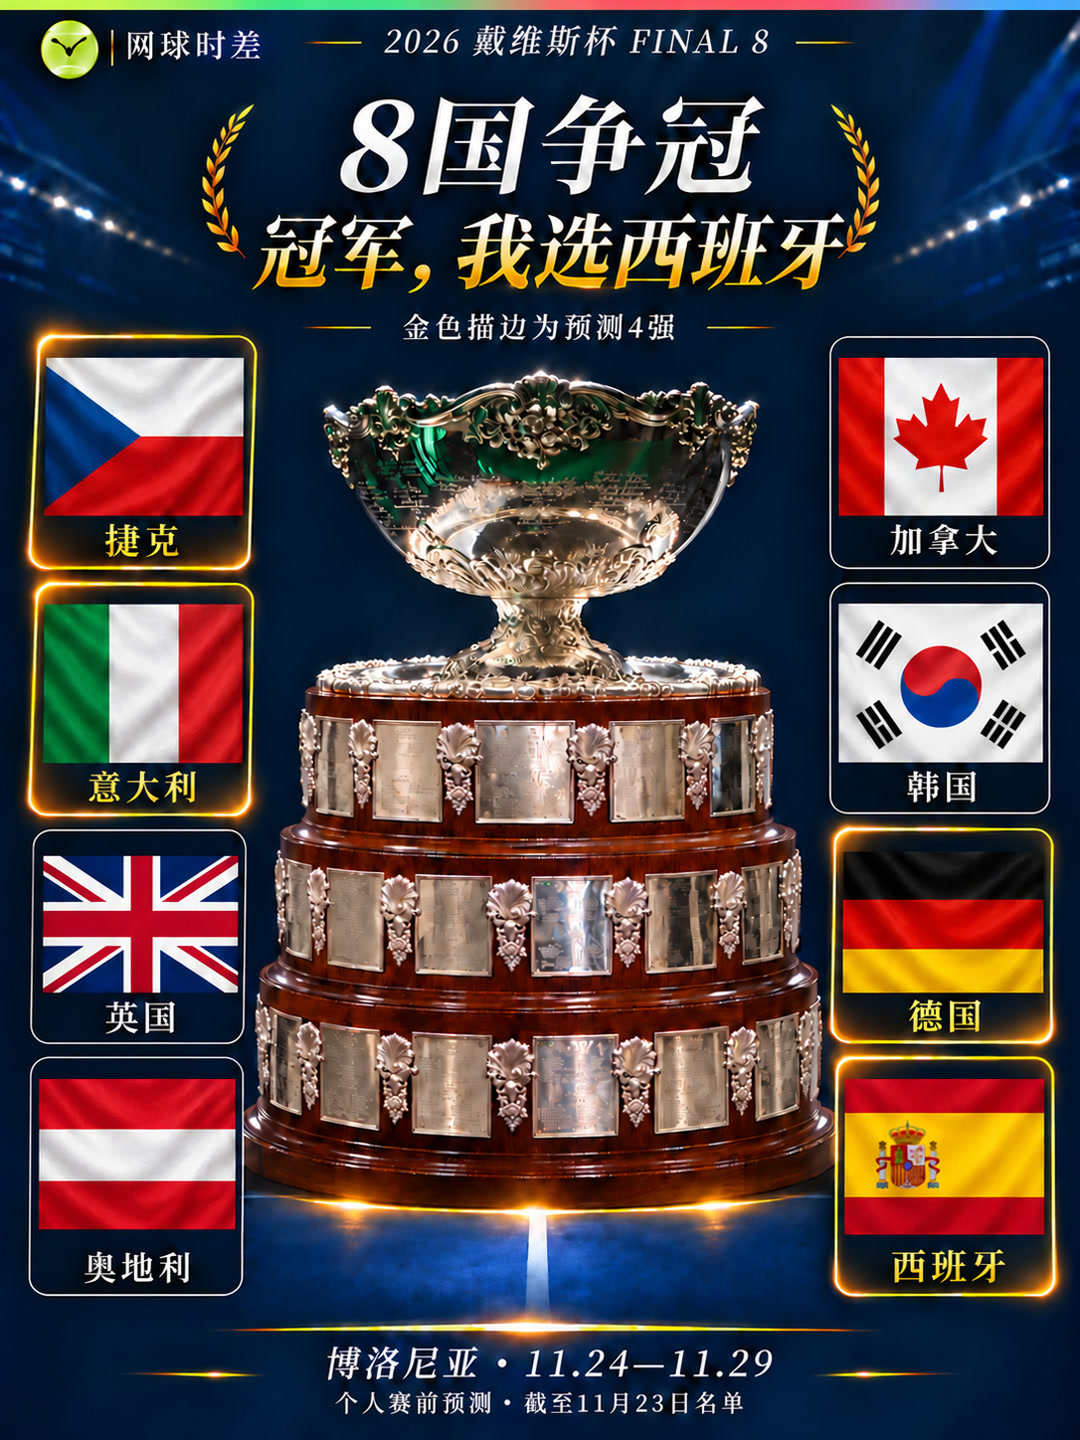 网球时差
2026 戴维斯杯 FINAL 8
8国争冠
冠军，我选西班牙
金色描边为预测4强
捷克
加拿大
意大利
韩国
英国
德国
奥地利
西班牙
博洛尼亚·11.24—11.29
个人赛前预测·截至11月23日名单